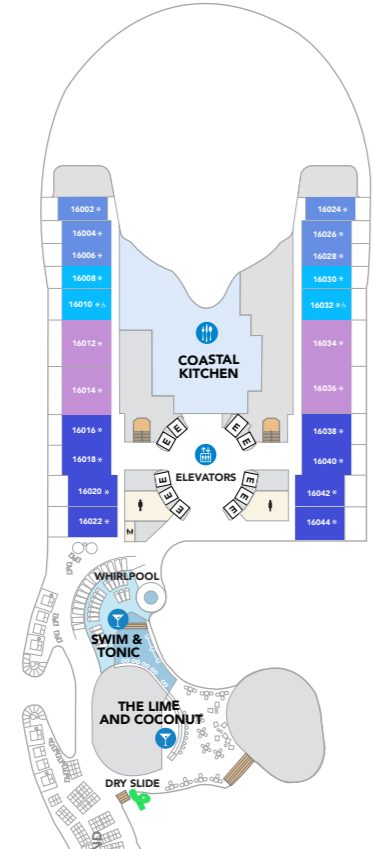 16002 *
16024 *
16004 *
16026 *
16006 *
16028 *
16008 *
16030 *
16010 *
16032 *
16012 *
16034 *
COASTAL
KITCHEN
16014 *
16036 *
16016 *
16038 *
E
E
E
E
E
E
16018 *
16040 *
ELEVATORS
16020 *
16042 *
E
E
E
E
E
E
16022 *
16044 *
WHIRLPOOL
SWIM &
TONIC
THE LIME
AND COCONUT
DRY SLIDE